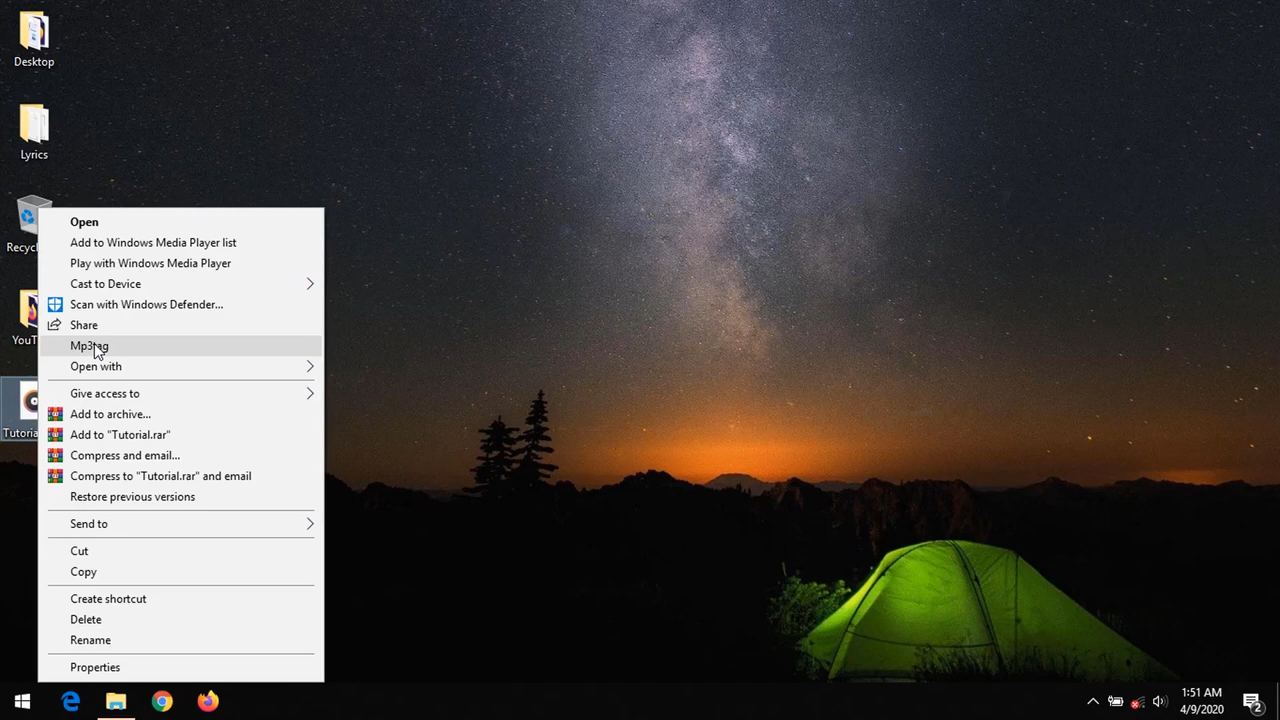 Desktop
Lyrics
Open
Add to Windows Media Player list
Play with Windows Media Player
Cast to Device
Scan with Windows Defender...
Share
Mp3tag
Open with
Give access to
Add to archive...
Add to "Tutorial.rar"
Compress and email...
Compress to "Tutorial.rar" and email
Restore previous versions
Send to
Cut
Copy
Create shortcut
Delete
Rename
Properties
Recyc
YouT
Tutoria
1:51 AM
4/9/2020
2